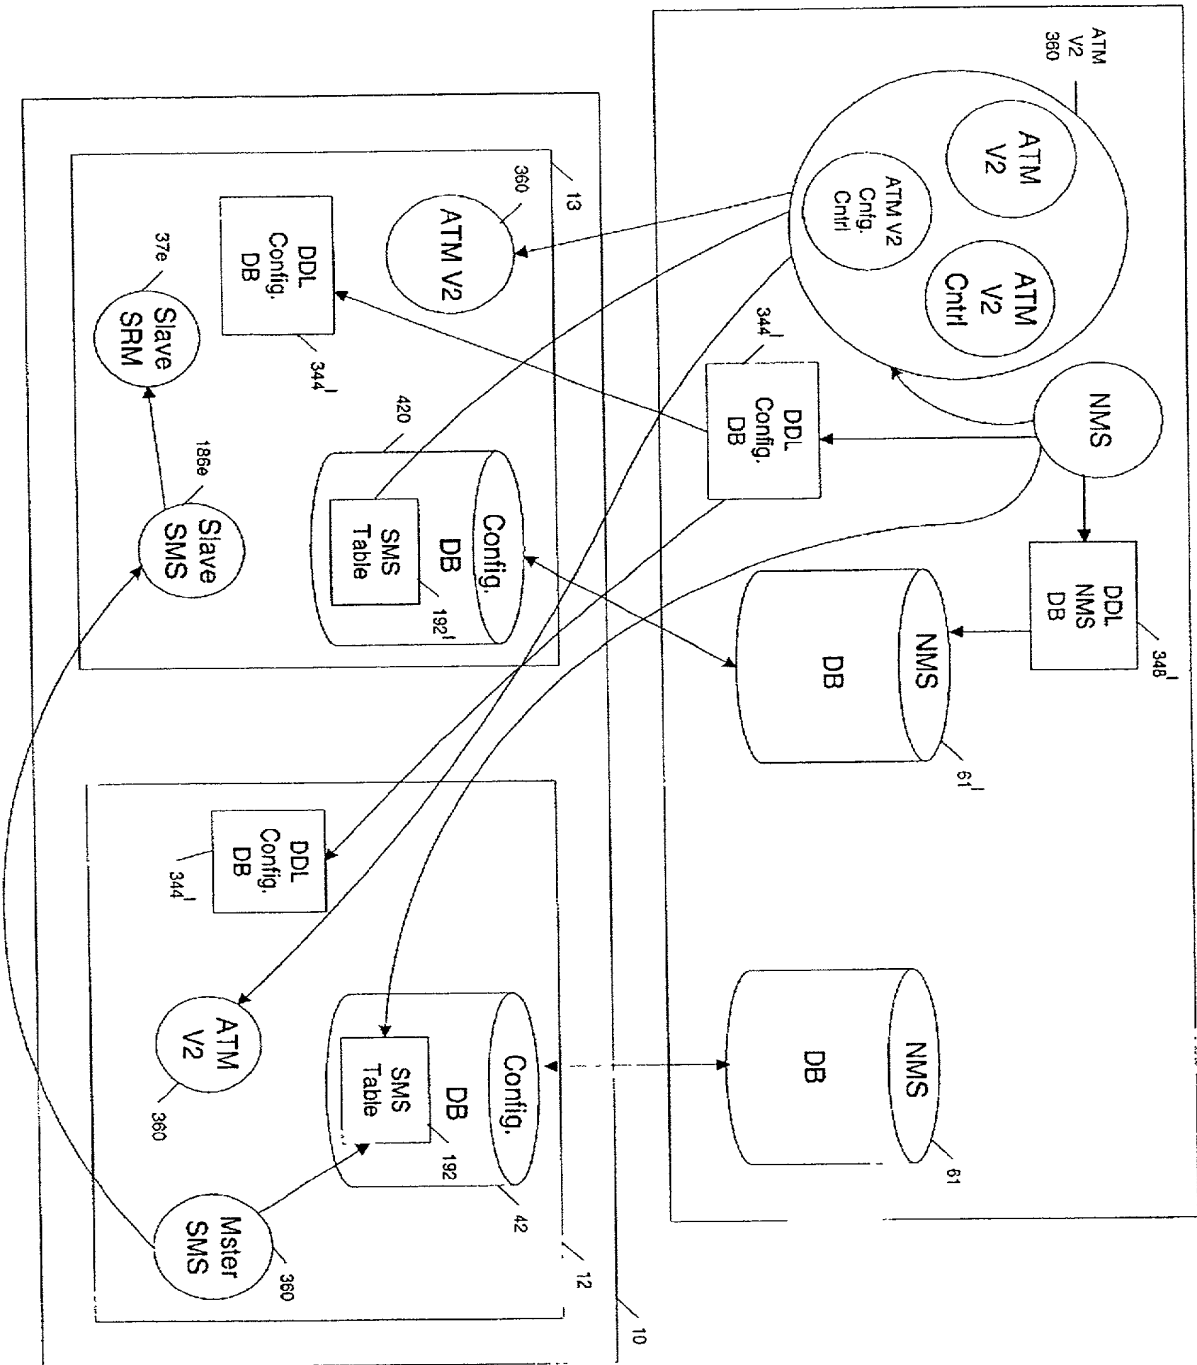 NMS
DDL
NMS
DB
348'
NMS
DB
61'
NMS
DB
61
ATM
V2
360
ATM
V2
ATM
V2
Cntrl
ATM V2
Cnfg.
Cntrl
DDL
Config.
DB
344'
10
13
ATM V2
360
DDL
Config.
DB
344'
Config.
DB
SMS
Table
192'
420
Slave
SRM
37e
Slave
SMS
186e
12
Config.
DB
SMS
Table
192
42
DDL
Config.
DB
344'
ATM
V2
360
Mster
SMS
360